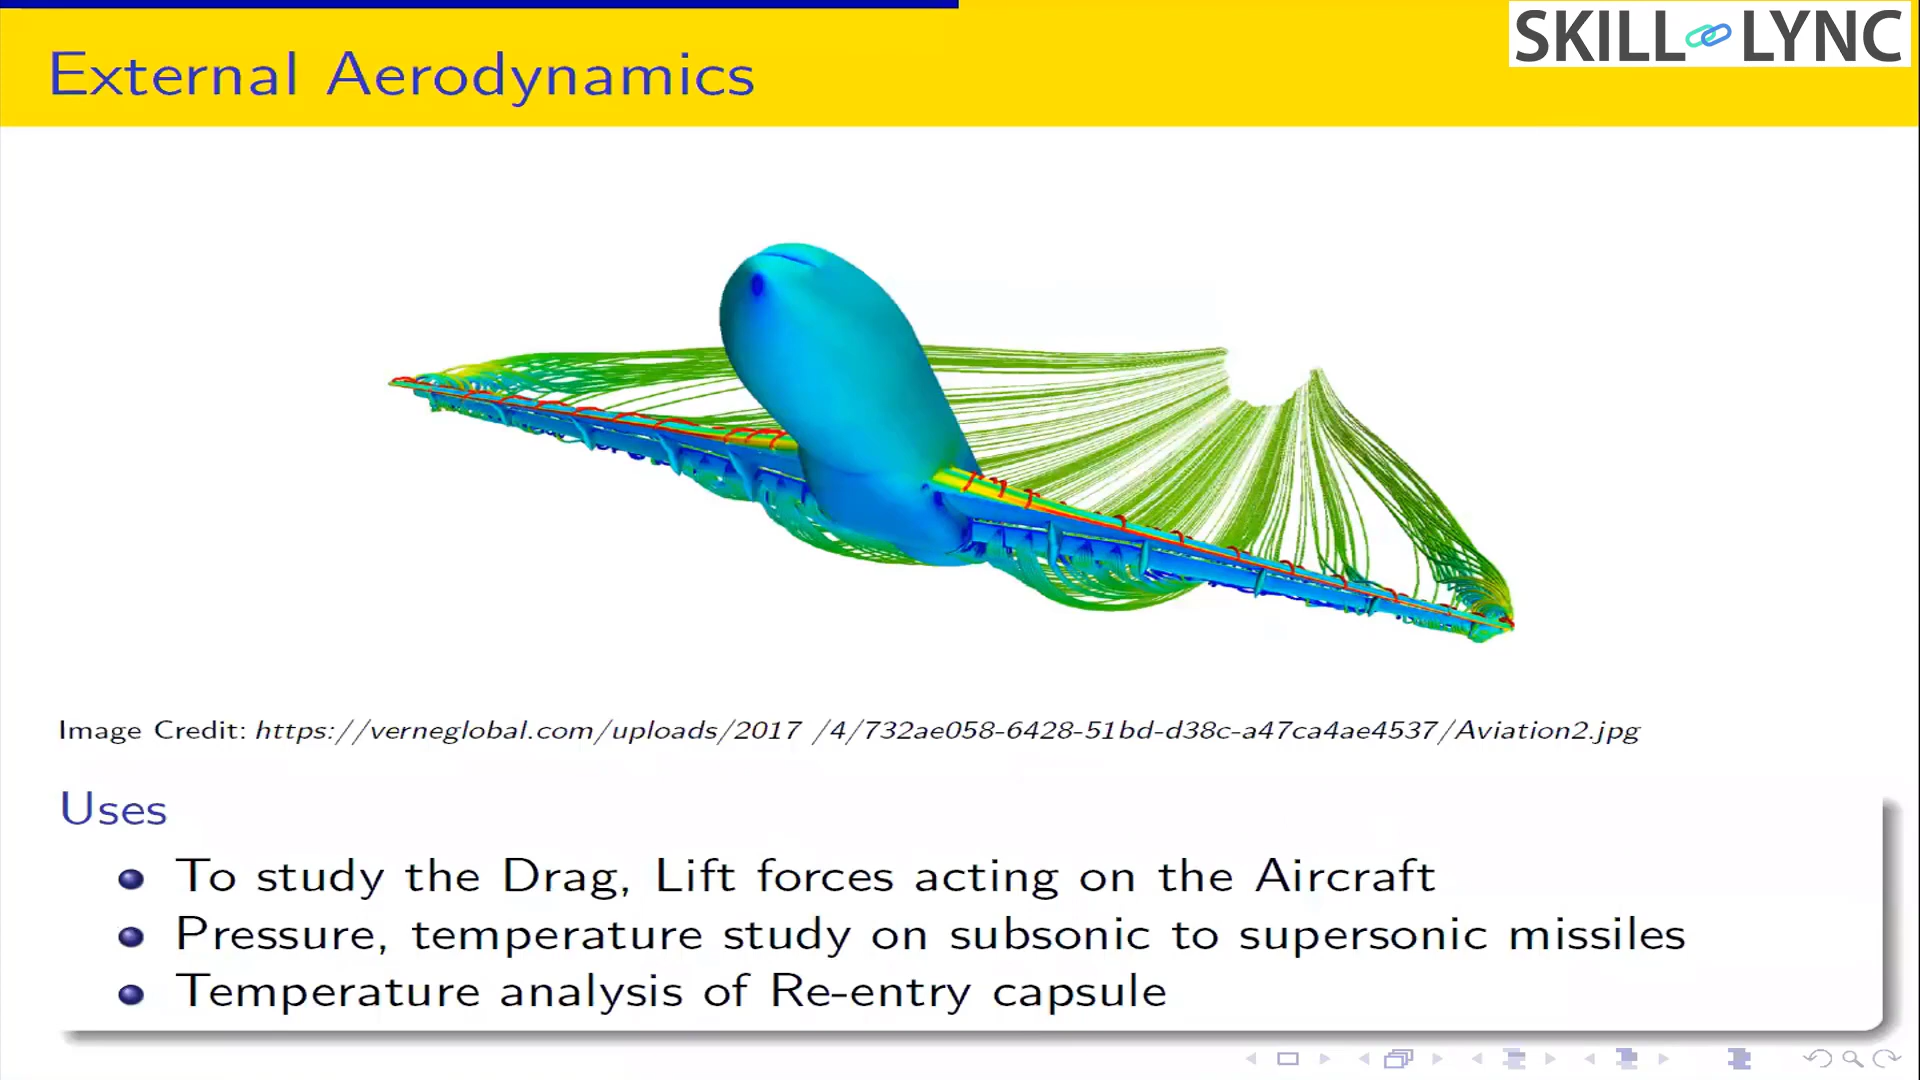 External Aerodynamics
SKILL LYNC
Image Credit: https://verneglobal.com/uploads/2017 /4/732ae058-6428-51bd-d38c-a47ca4ae4537/Aviation2.jpg
Uses
To study the Drag, Lift forces acting on the Aircraft
Pressure, temperature study on subsonic to supersonic missiles
Temperature analysis of Re-entry capsule